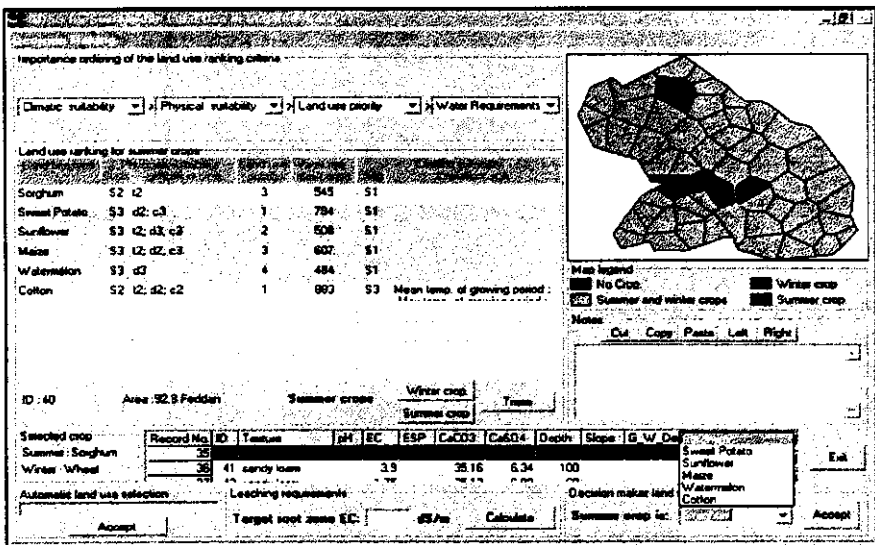 Importance ordering of the land use ranking criteria
Climatic suitability > Physical suitability > Land use priority > Water Requirements
Land use ranking for summer crops
Sorghum S2 t2 3 545 S1
Sweet Potato S3 d2; c3 1 794 S1
Sunflower S3 t2; d3; c3 2 508 S1
Maize S3 t2; d2; c3 3 607 S1
Watermelon S3 d3 4 484 S1
Cotton S2 t2; d2; c2 1 883 S3 Mean temp. of growing period :
Map legend
No Crop Winter crop
Summer and winter crops Summer crop
Notes
Cut Copy Paste Left Right
ID : 40 Area : 92.9 Feddan Summer crops Winter crop Trace
Summer crop
Selected crop Record No. ID Texture pH EC ESP CaCO3 CaSO4 Depth Slope G_W_De
Summer : Sorghum 35
Winter : Wheat 36 41 sandy loam 3.9 35.16 6.34 100
Sweet Potato
Sunflower
Maize
Watermelon
Cotton
Exit
Automatic land use selection Leaching requirements Decision maker land
Accept Target root zone EC: dS/m Calculate Summer crop is: Accept